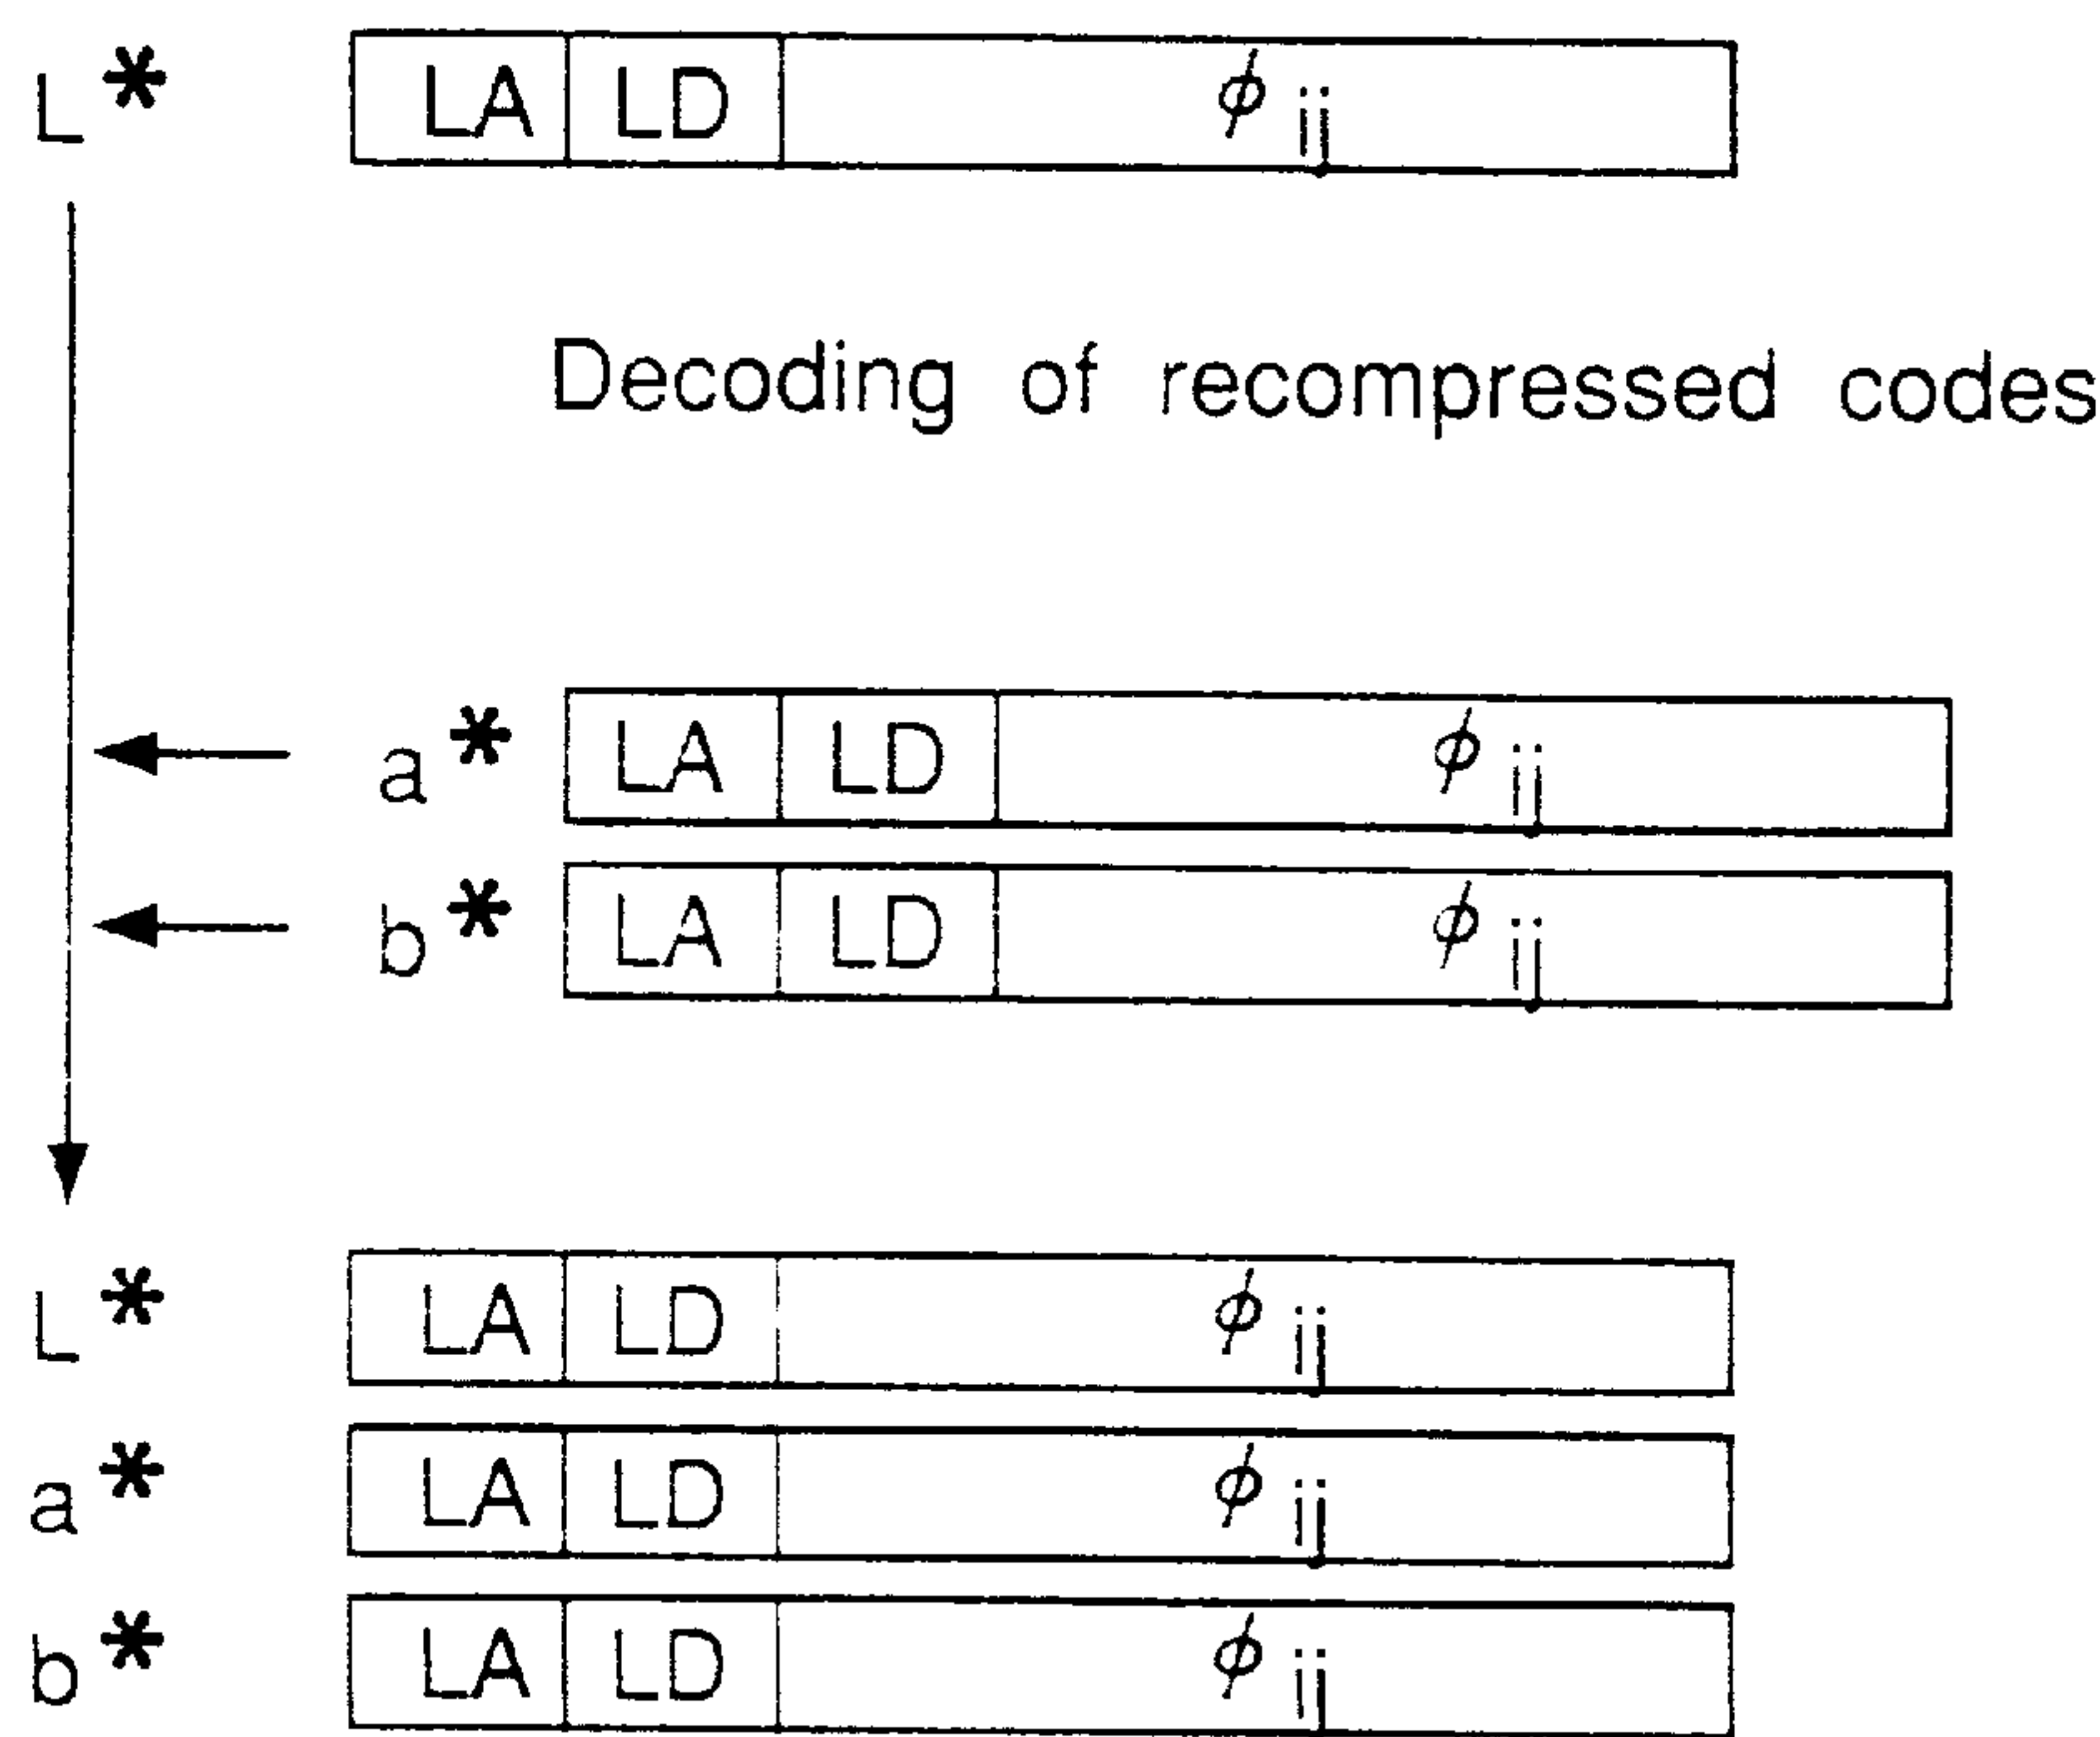 L* LA LD ϕij
Decoding of recompressed codes
a* LA LD ϕij
b* LA LD ϕij
L* LA LD ϕij
a* LA LD ϕij
b* LA LD ϕij